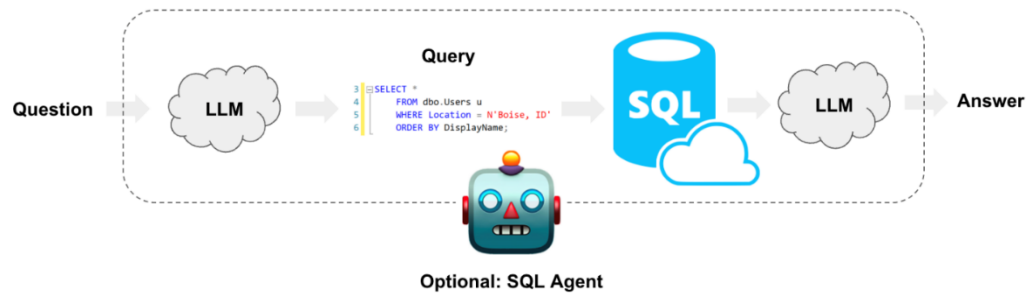 Question
LLM
Query
3 SELECT *
4 FROM dbo.Users u
5 WHERE Location = N'Boise, ID'
6 ORDER BY DisplayName;
SQL
LLM
Answer
Optional: SQL Agent